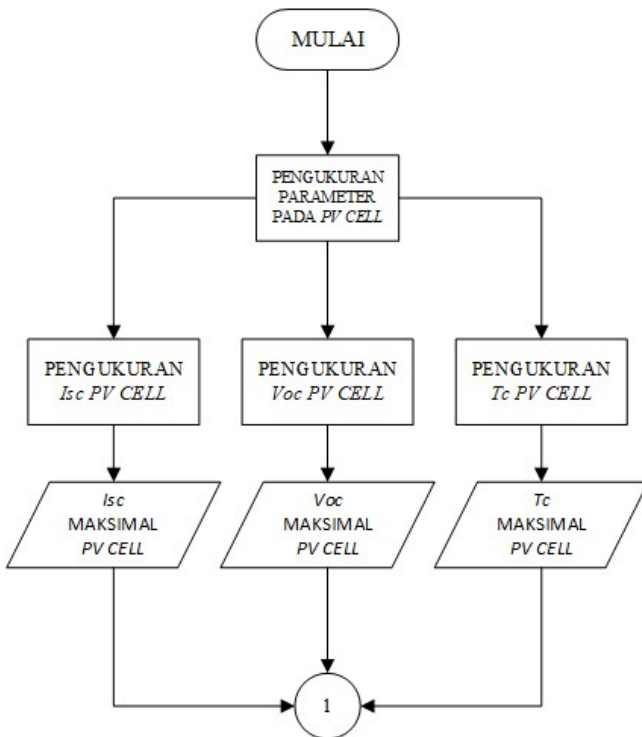 MULAI
PENGUKURAN
PARAMETER
PADA PV CELL
PENGUKURAN
Isc PV CELL
PENGUKURAN
Voc PV CELL
PENGUKURAN
Tc PV CELL
Isc
MAKSIMAL
PV CELL
Voc
MAKSIMAL
PV CELL
Tc
MAKSIMAL
PV CELL
1